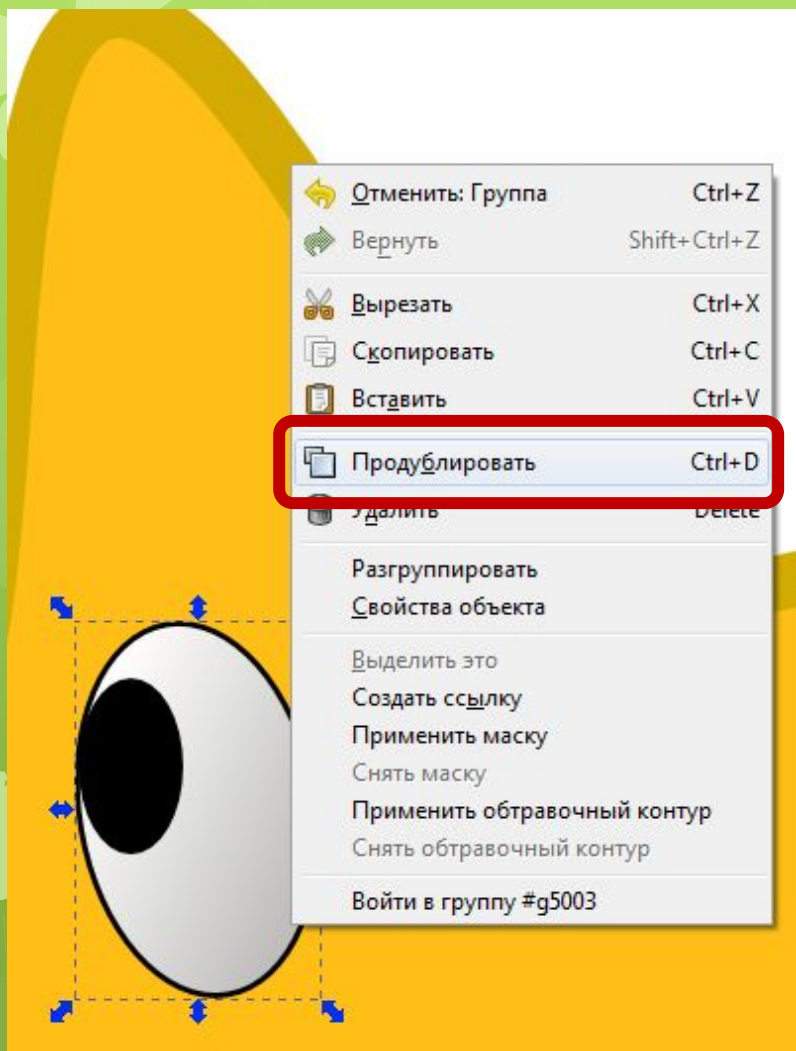 Отменить: Группа Ctrl+Z
Вернуть Shift+Ctrl+Z
Вырезать Ctrl+X
Скопировать Ctrl+C
Вставить Ctrl+V
Продублировать Ctrl+D
Удалить Delete
Разгруппировать
Свойства объекта
Выделить это
Создать ссылку
Применить маску
Снять маску
Применить обтравочный контур
Снять обтравочный контур
Войти в группу #g5003